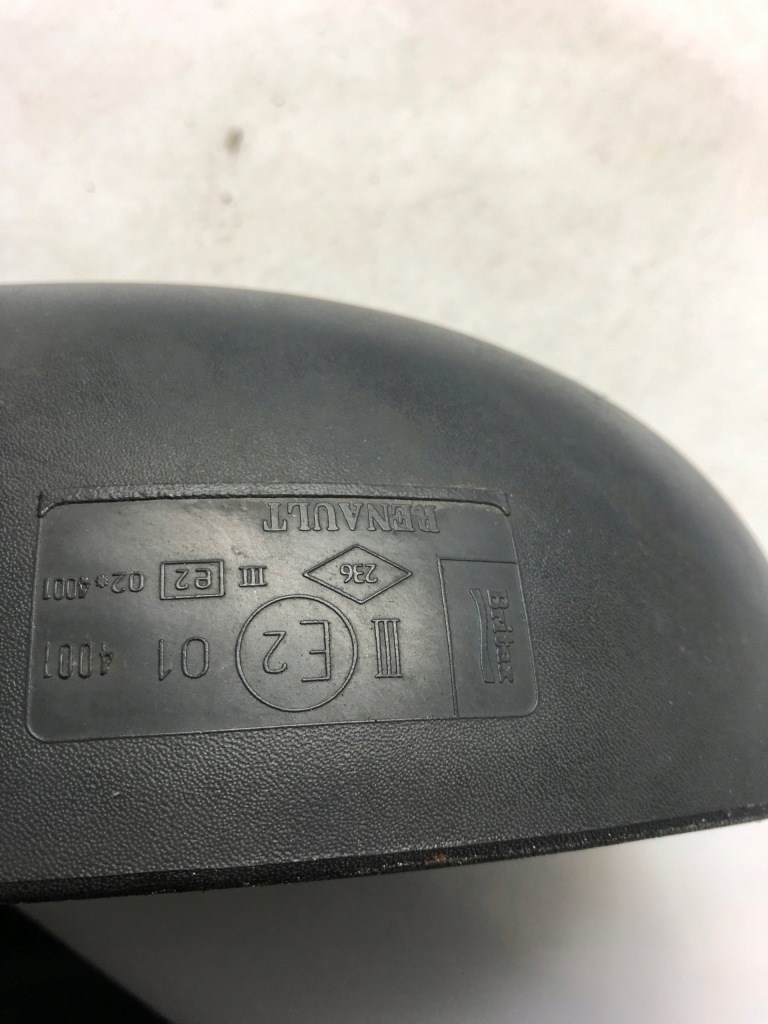 Britax
III E2 01 4001
236 III e2 02*4001
RENAULT